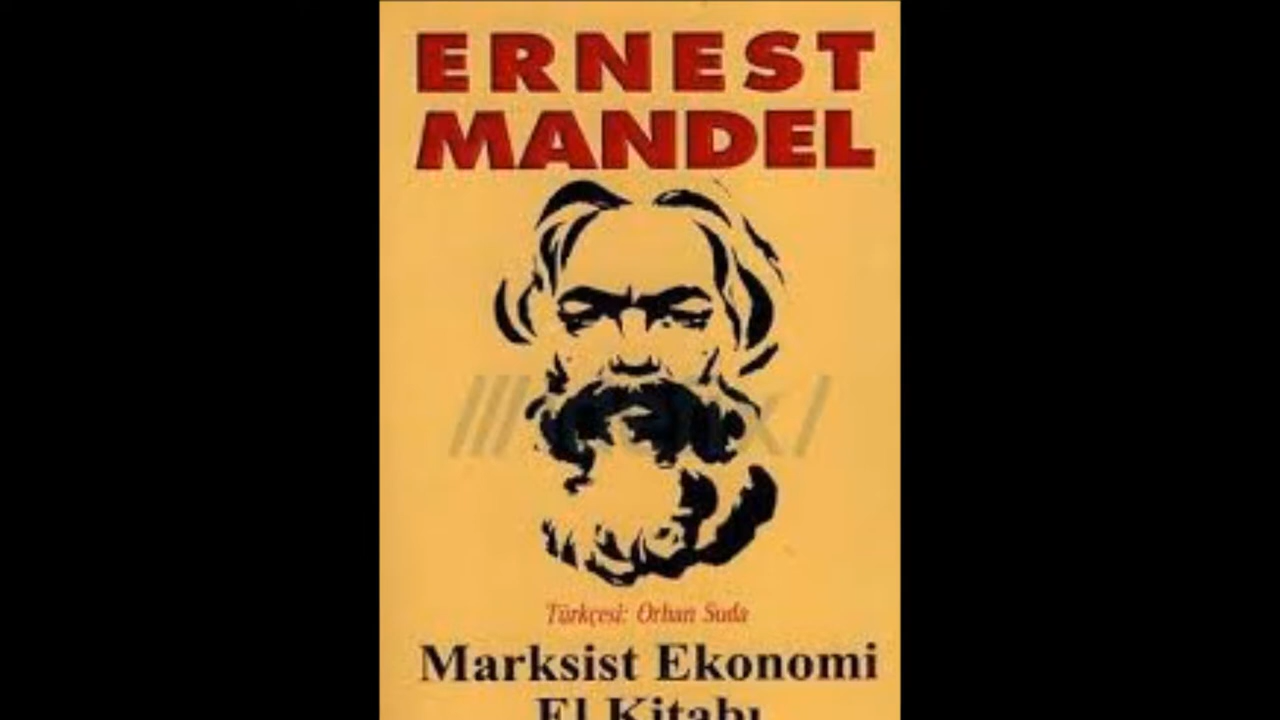 ERNEST
MANDEL
Türkçesi: Orhan Suda
Marksist Ekonomi
El Kitabı